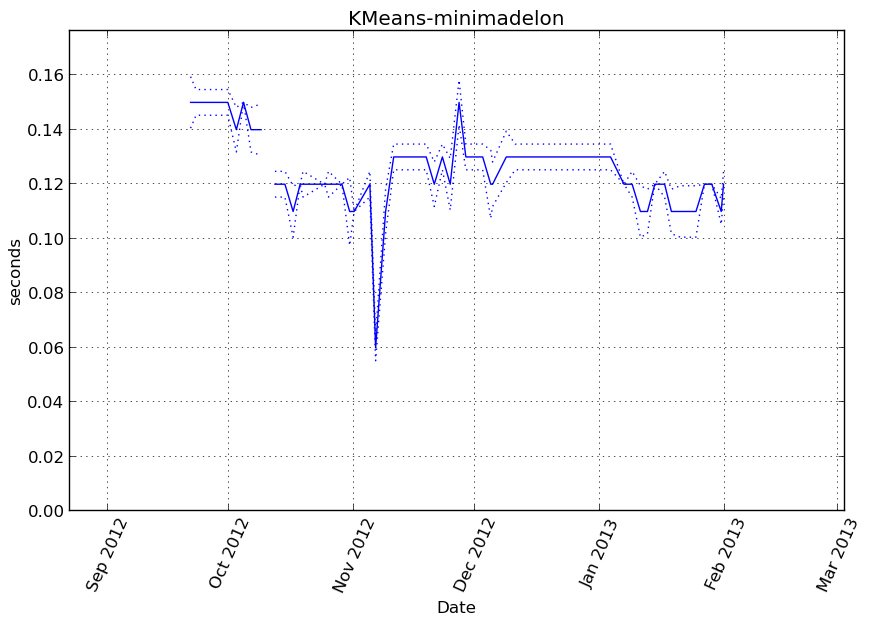 KMeans-minimadelon
0.16
0.14
0.12
0.10
0.08
0.06
0.04
0.02
0.00
seconds
Sep 2012
Oct 2012
Nov 2012
Dec 2012
Jan 2013
Feb 2013
Mar 2013
Date